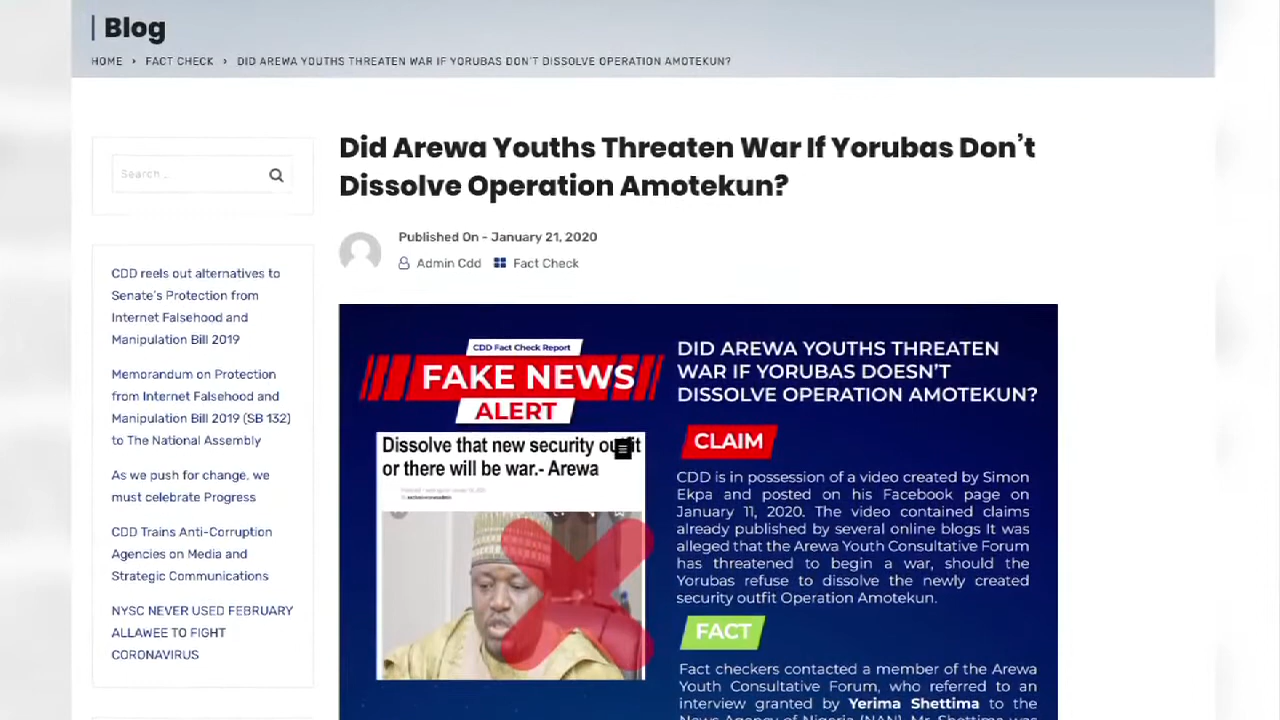 Blog
HOME › FACT CHECK › DID AREWA YOUTHS THREATEN WAR IF YORUBAS DON'T DISSOLVE OPERATION AMOTEKUN?
Search …
CDD reels out alternatives to
Senate's Protection from
Internet Falsehood and
Manipulation Bill 2019
Memorandum on Protection
from Internet Falsehood and
Manipulation Bill 2019 (SB 132)
to The National Assembly
As we push for change, we
must celebrate Progress
CDD Trains Anti-Corruption
Agencies on Media and
Strategic Communications
NYSC NEVER USED FEBRUARY
ALLAWEE TO FIGHT
CORONAVIRUS
Did Arewa Youths Threaten War If Yorubas Don't
Dissolve Operation Amotekun?
Published On - January 21, 2020
Admin Cdd Fact Check
CDD Fact Check Report
FAKE NEWS
ALERT
Dissolve that new security outfit
or there will be war.- Arewa
DID AREWA YOUTHS THREATEN
WAR IF YORUBAS DOESN'T
DISSOLVE OPERATION AMOTEKUN?
CLAIM
CDD is in possession of a video created by Simon
Ekpa and posted on his Facebook page on
January 11, 2020. The video contained claims
already published by several online blogs It was
alleged that the Arewa Youth Consultative Forum
has threatened to begin a war, should the
Yorubas refuse to dissolve the newly created
security outfit Operation Amotekun.
FACT
Fact checkers contacted a member of the Arewa
Youth Consultative Forum, who referred to an
interview granted by Yerima Shettima to the
News Agency of Nigeria (NAN). Mr. Shettima was